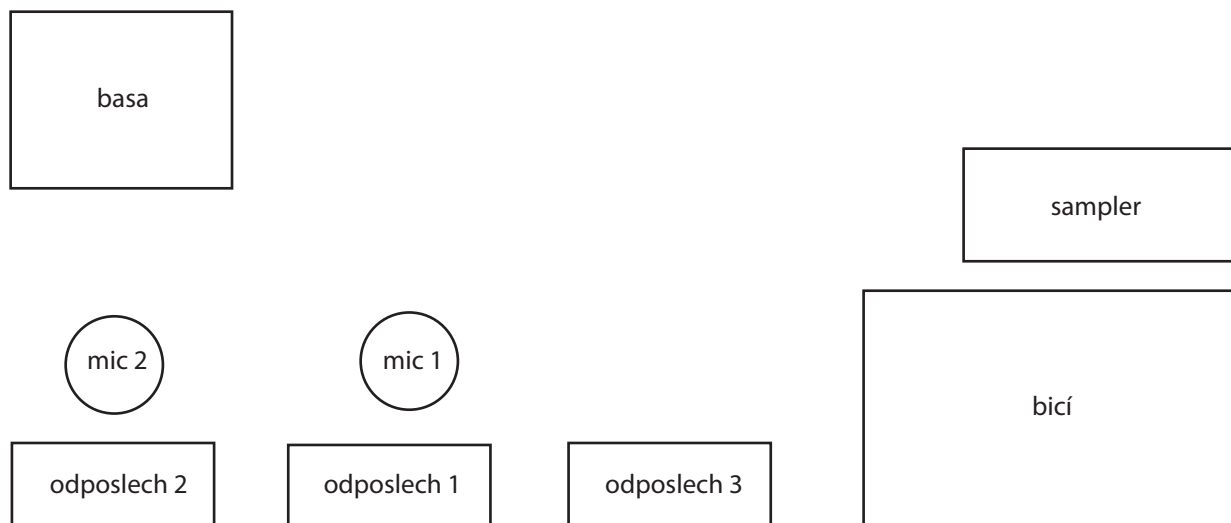 basa
sampler
mic 2
mic 1
bicí
odposlech 2
odposlech 1
odposlech 3